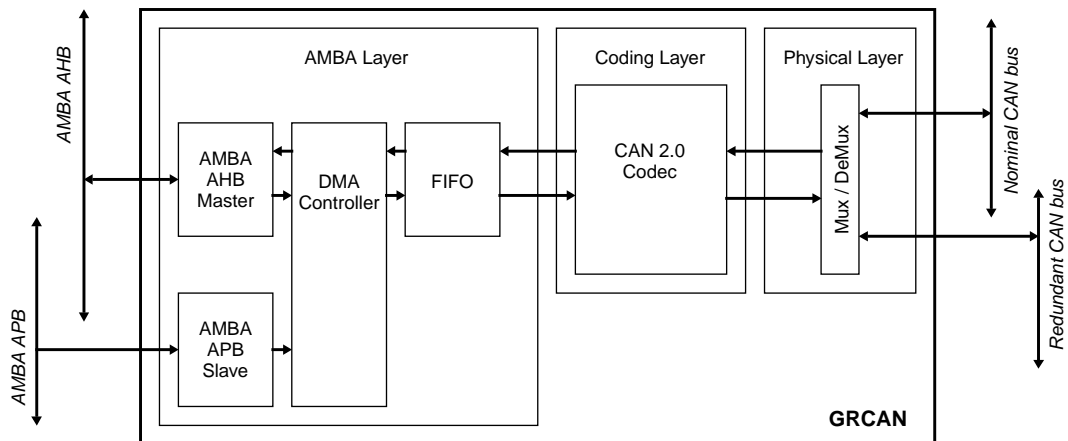 AMBA AHB
AMBA APB
AMBA Layer
AMBA
AHB
Master
DMA
Controller
FIFO
AMBA
APB
Slave
Coding Layer
CAN 2.0
Codec
Physical Layer
Mux / DeMux
Nominal CAN bus
Redundant CAN bus
GRCAN